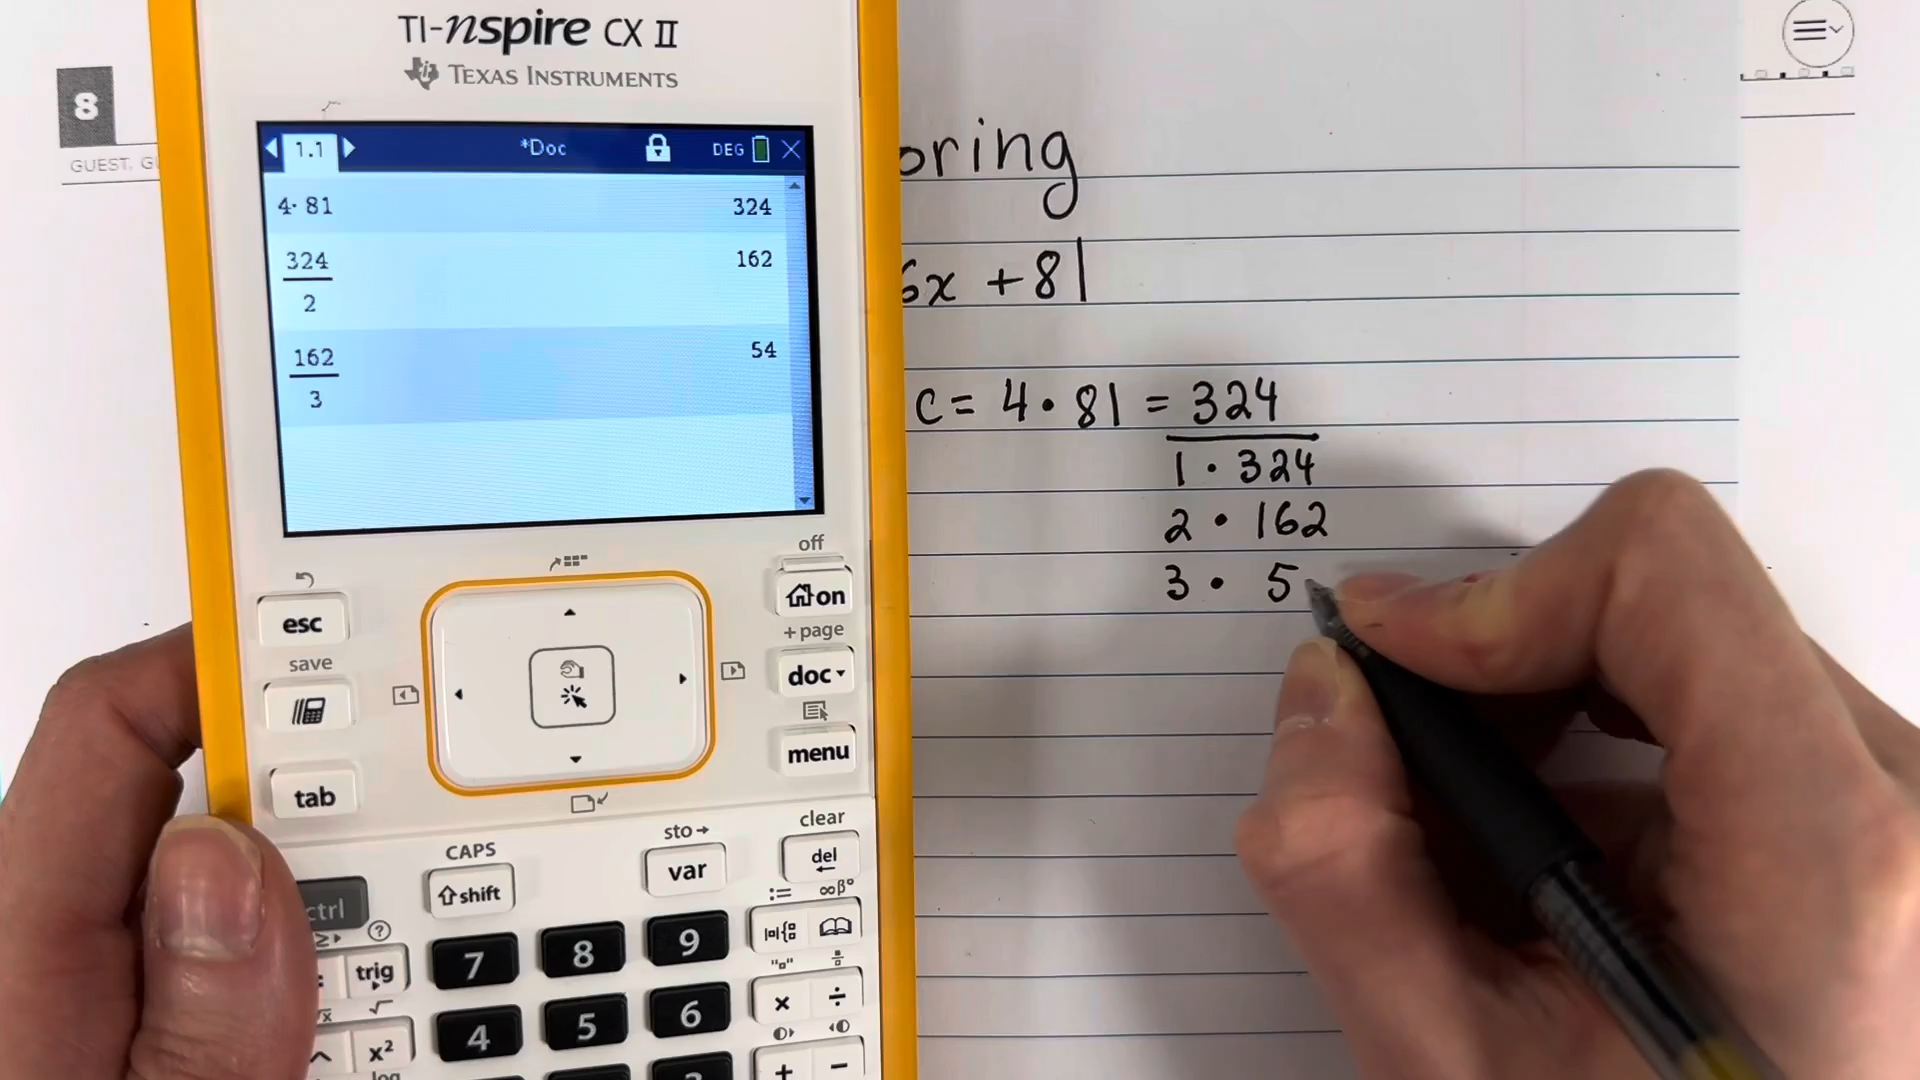 TI-nspire CX II
TEXAS INSTRUMENTS
8
GUEST, G
1.1 *Doc DEG
4·81 324
324
2
162
162
3
54
oring
6x +81
C = 4 • 81 = 324
1 • 324
2 • 162
3 • 5
off
esc
on
save
+ page
doc
menu
tab
sto→
clear
CAPS
shift
var
del
ctrl
:=
∞β°
|□|{
7 8 9
trig
"□"
× ÷
4 5 6
^
x²
√
log
+ −